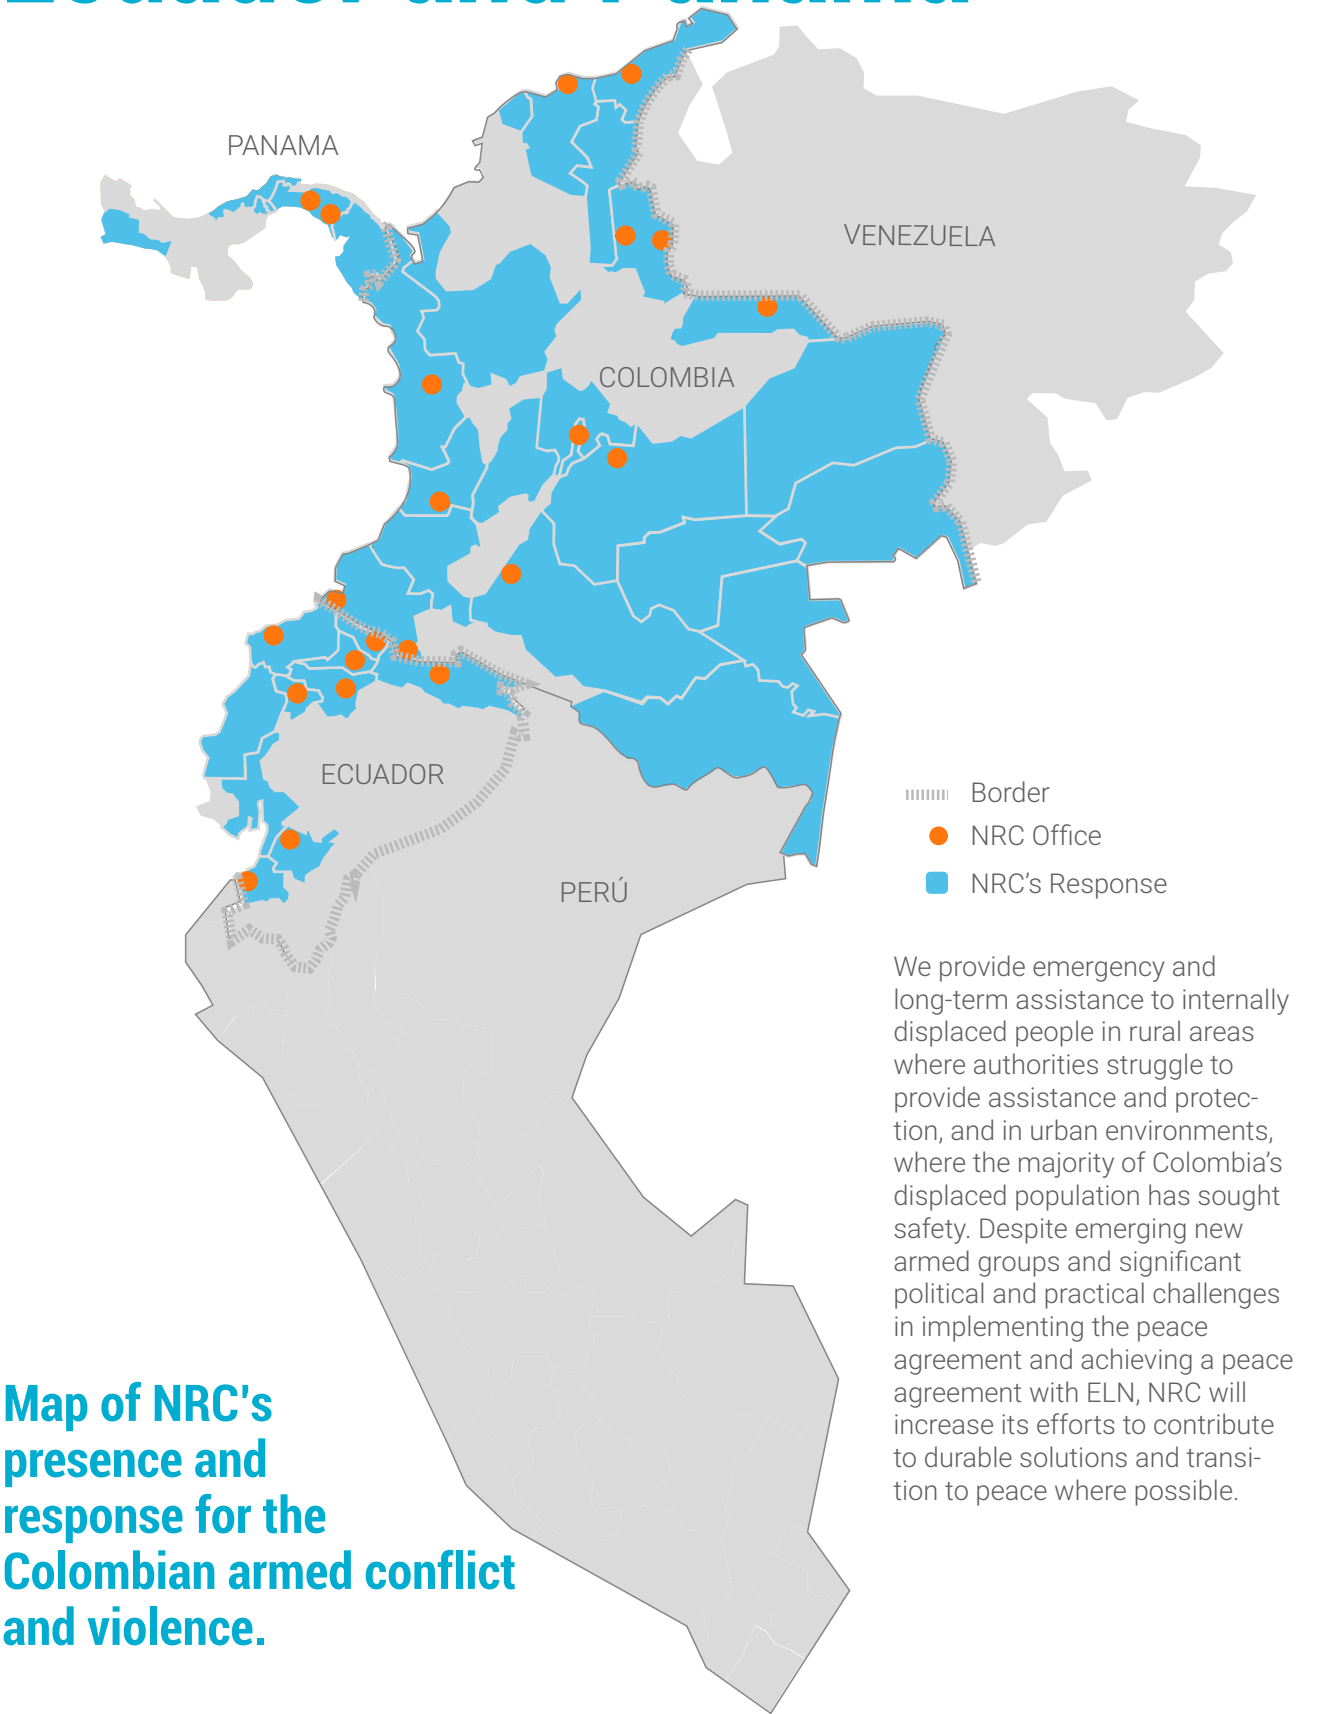 Ecuador and Panama
PANAMA
VENEZUELA
COLOMBIA
ECUADOR
PERÚ
Border
NRC Office
NRC's Response
We provide emergency and
long-term assistance to internally
displaced people in rural areas
where authorities struggle to
provide assistance and protec-
tion, and in urban environments,
where the majority of Colombia's
displaced population has sought
safety. Despite emerging new
armed groups and significant
political and practical challenges
in implementing the peace
agreement and achieving a peace
agreement with ELN, NRC will
increase its efforts to contribute
to durable solutions and transi-
tion to peace where possible.
Map of NRC's
presence and
response for the
Colombian armed conflict
and violence.